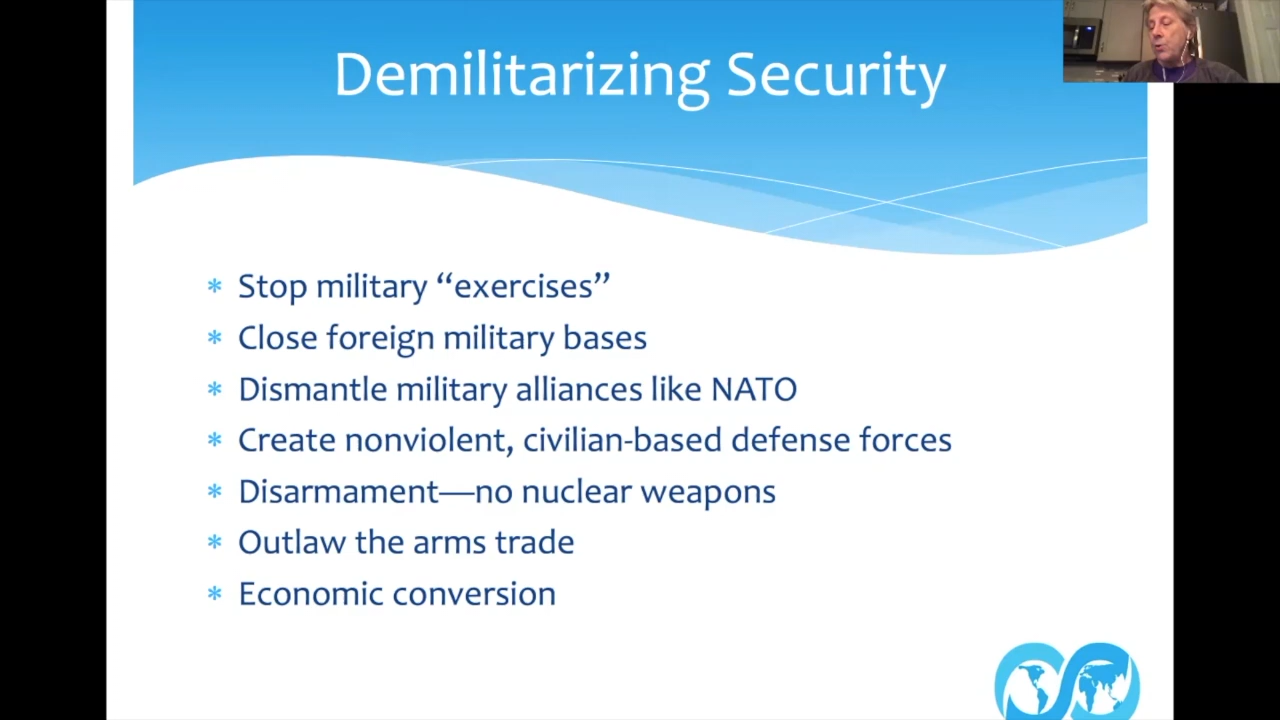 Demilitarizing Security
* Stop military “exercises”
* Close foreign military bases
* Dismantle military alliances like NATO
* Create nonviolent, civilian-based defense forces
* Disarmament—no nuclear weapons
* Outlaw the arms trade
* Economic conversion